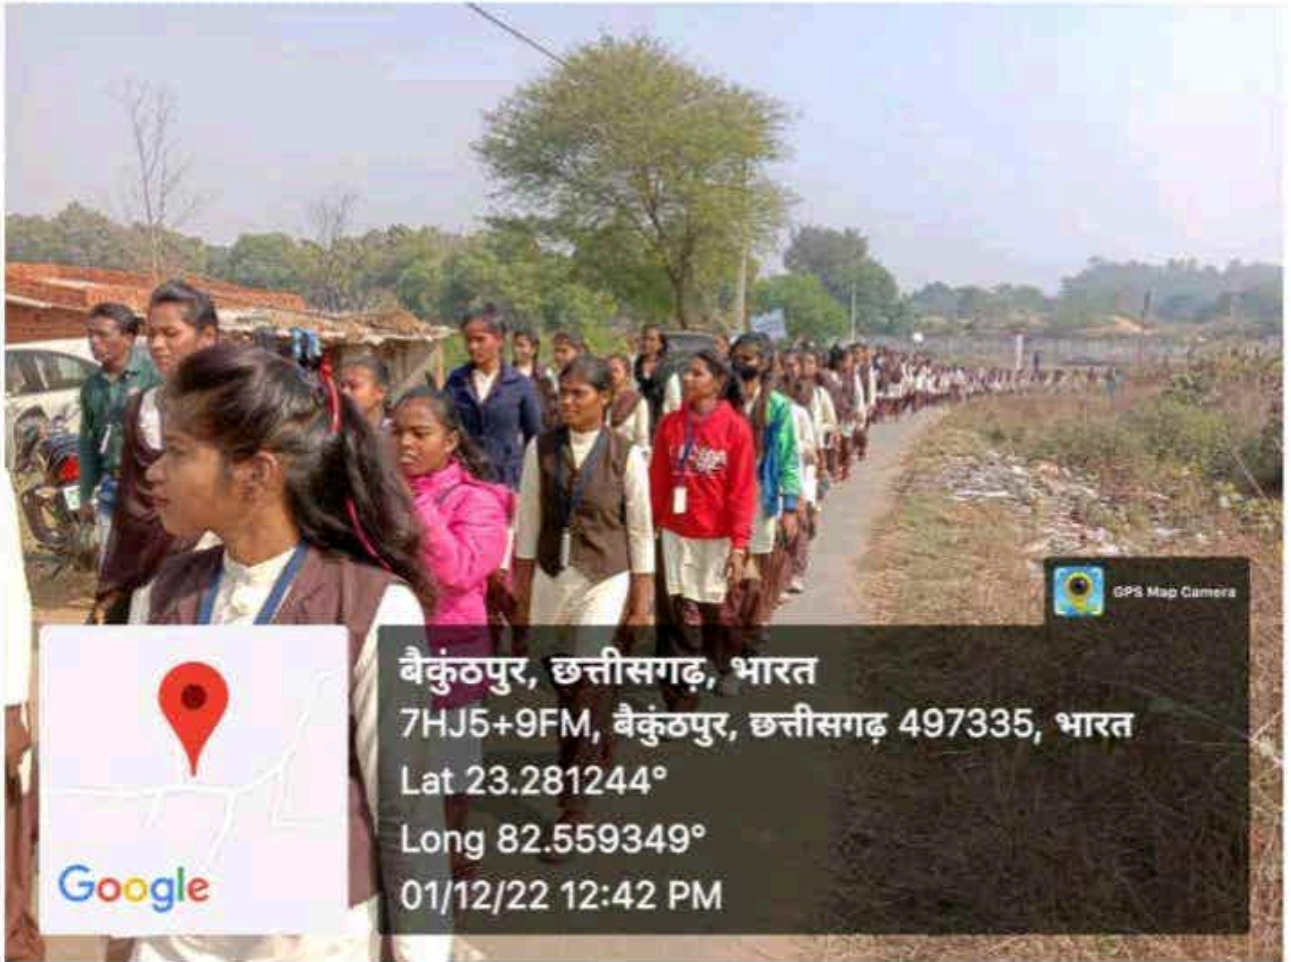 GPS Map Camera
बैकुंठपुर, छत्तीसगढ़, भारत
7HJ5+9FM, बैकुंठपुर, छत्तीसगढ़ 497335, भारत
Lat 23.281244°
Long 82.559349°
01/12/22 12:42 PM
Google